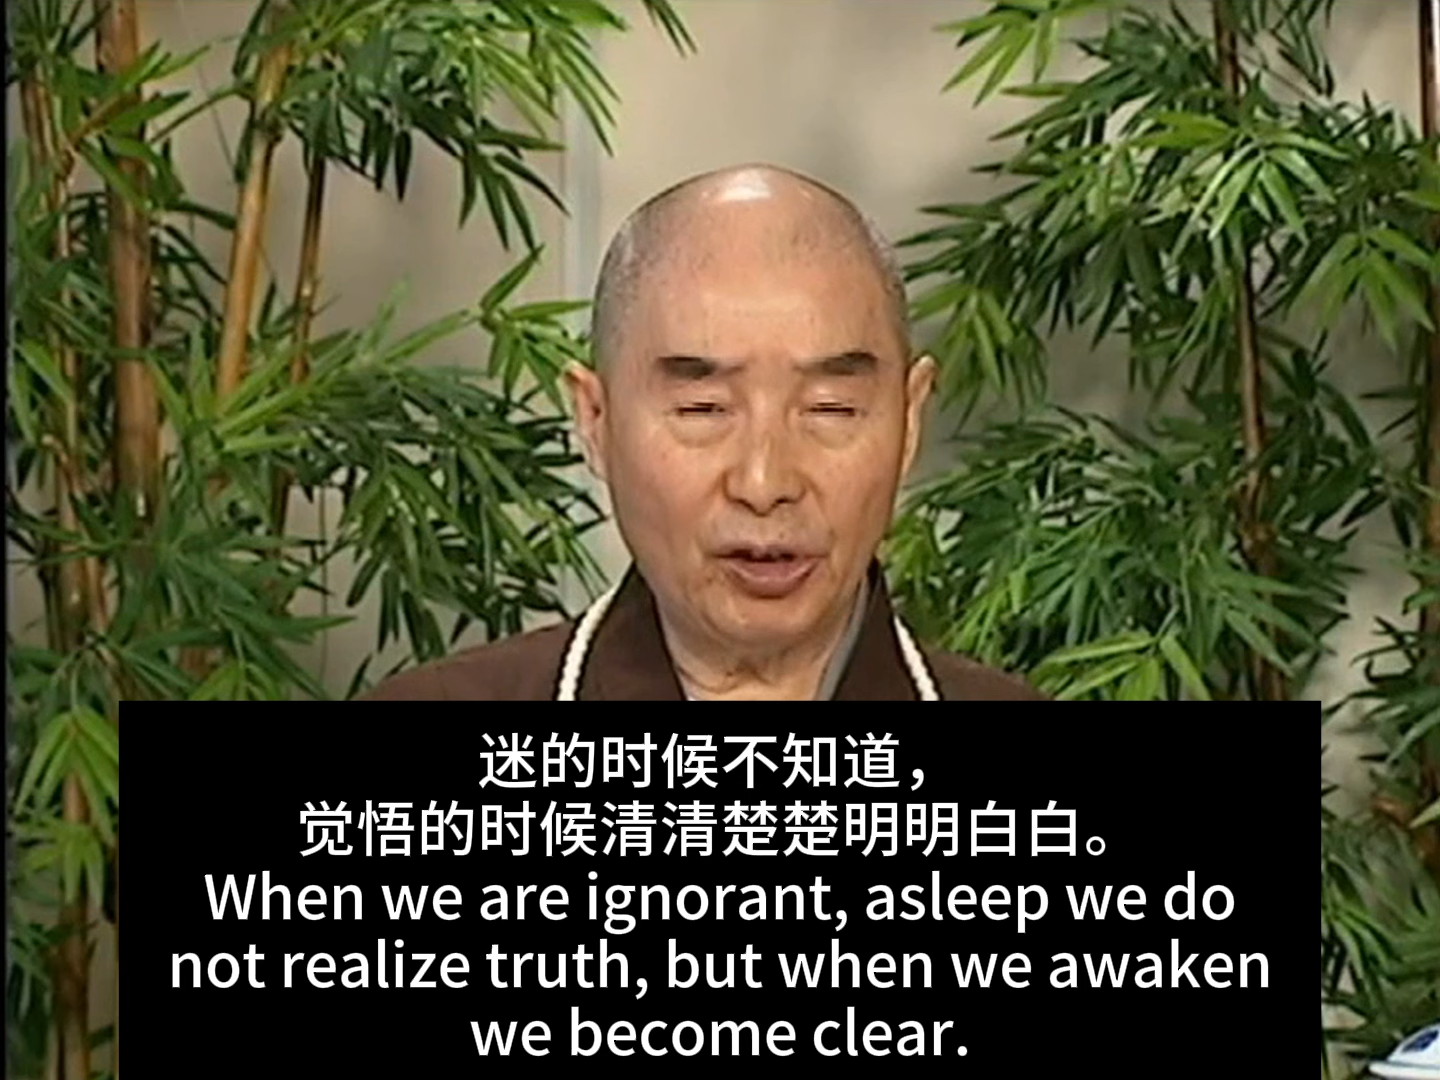 迷的时候不知道，
觉悟的时候清清楚楚明明白白。
When we are ignorant, asleep we do
not realize truth, but when we awaken
we become clear.